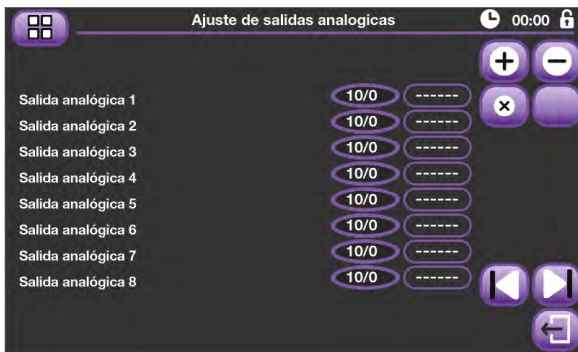 Ajuste de salidas analogicas 00:00
Salida analógica 1 10/0 ------
Salida analógica 2 10/0 ------
Salida analógica 3 10/0 ------
Salida analógica 4 10/0 ------
Salida analógica 5 10/0 ------
Salida analógica 6 10/0 ------
Salida analógica 7 10/0 ------
Salida analógica 8 10/0 ------